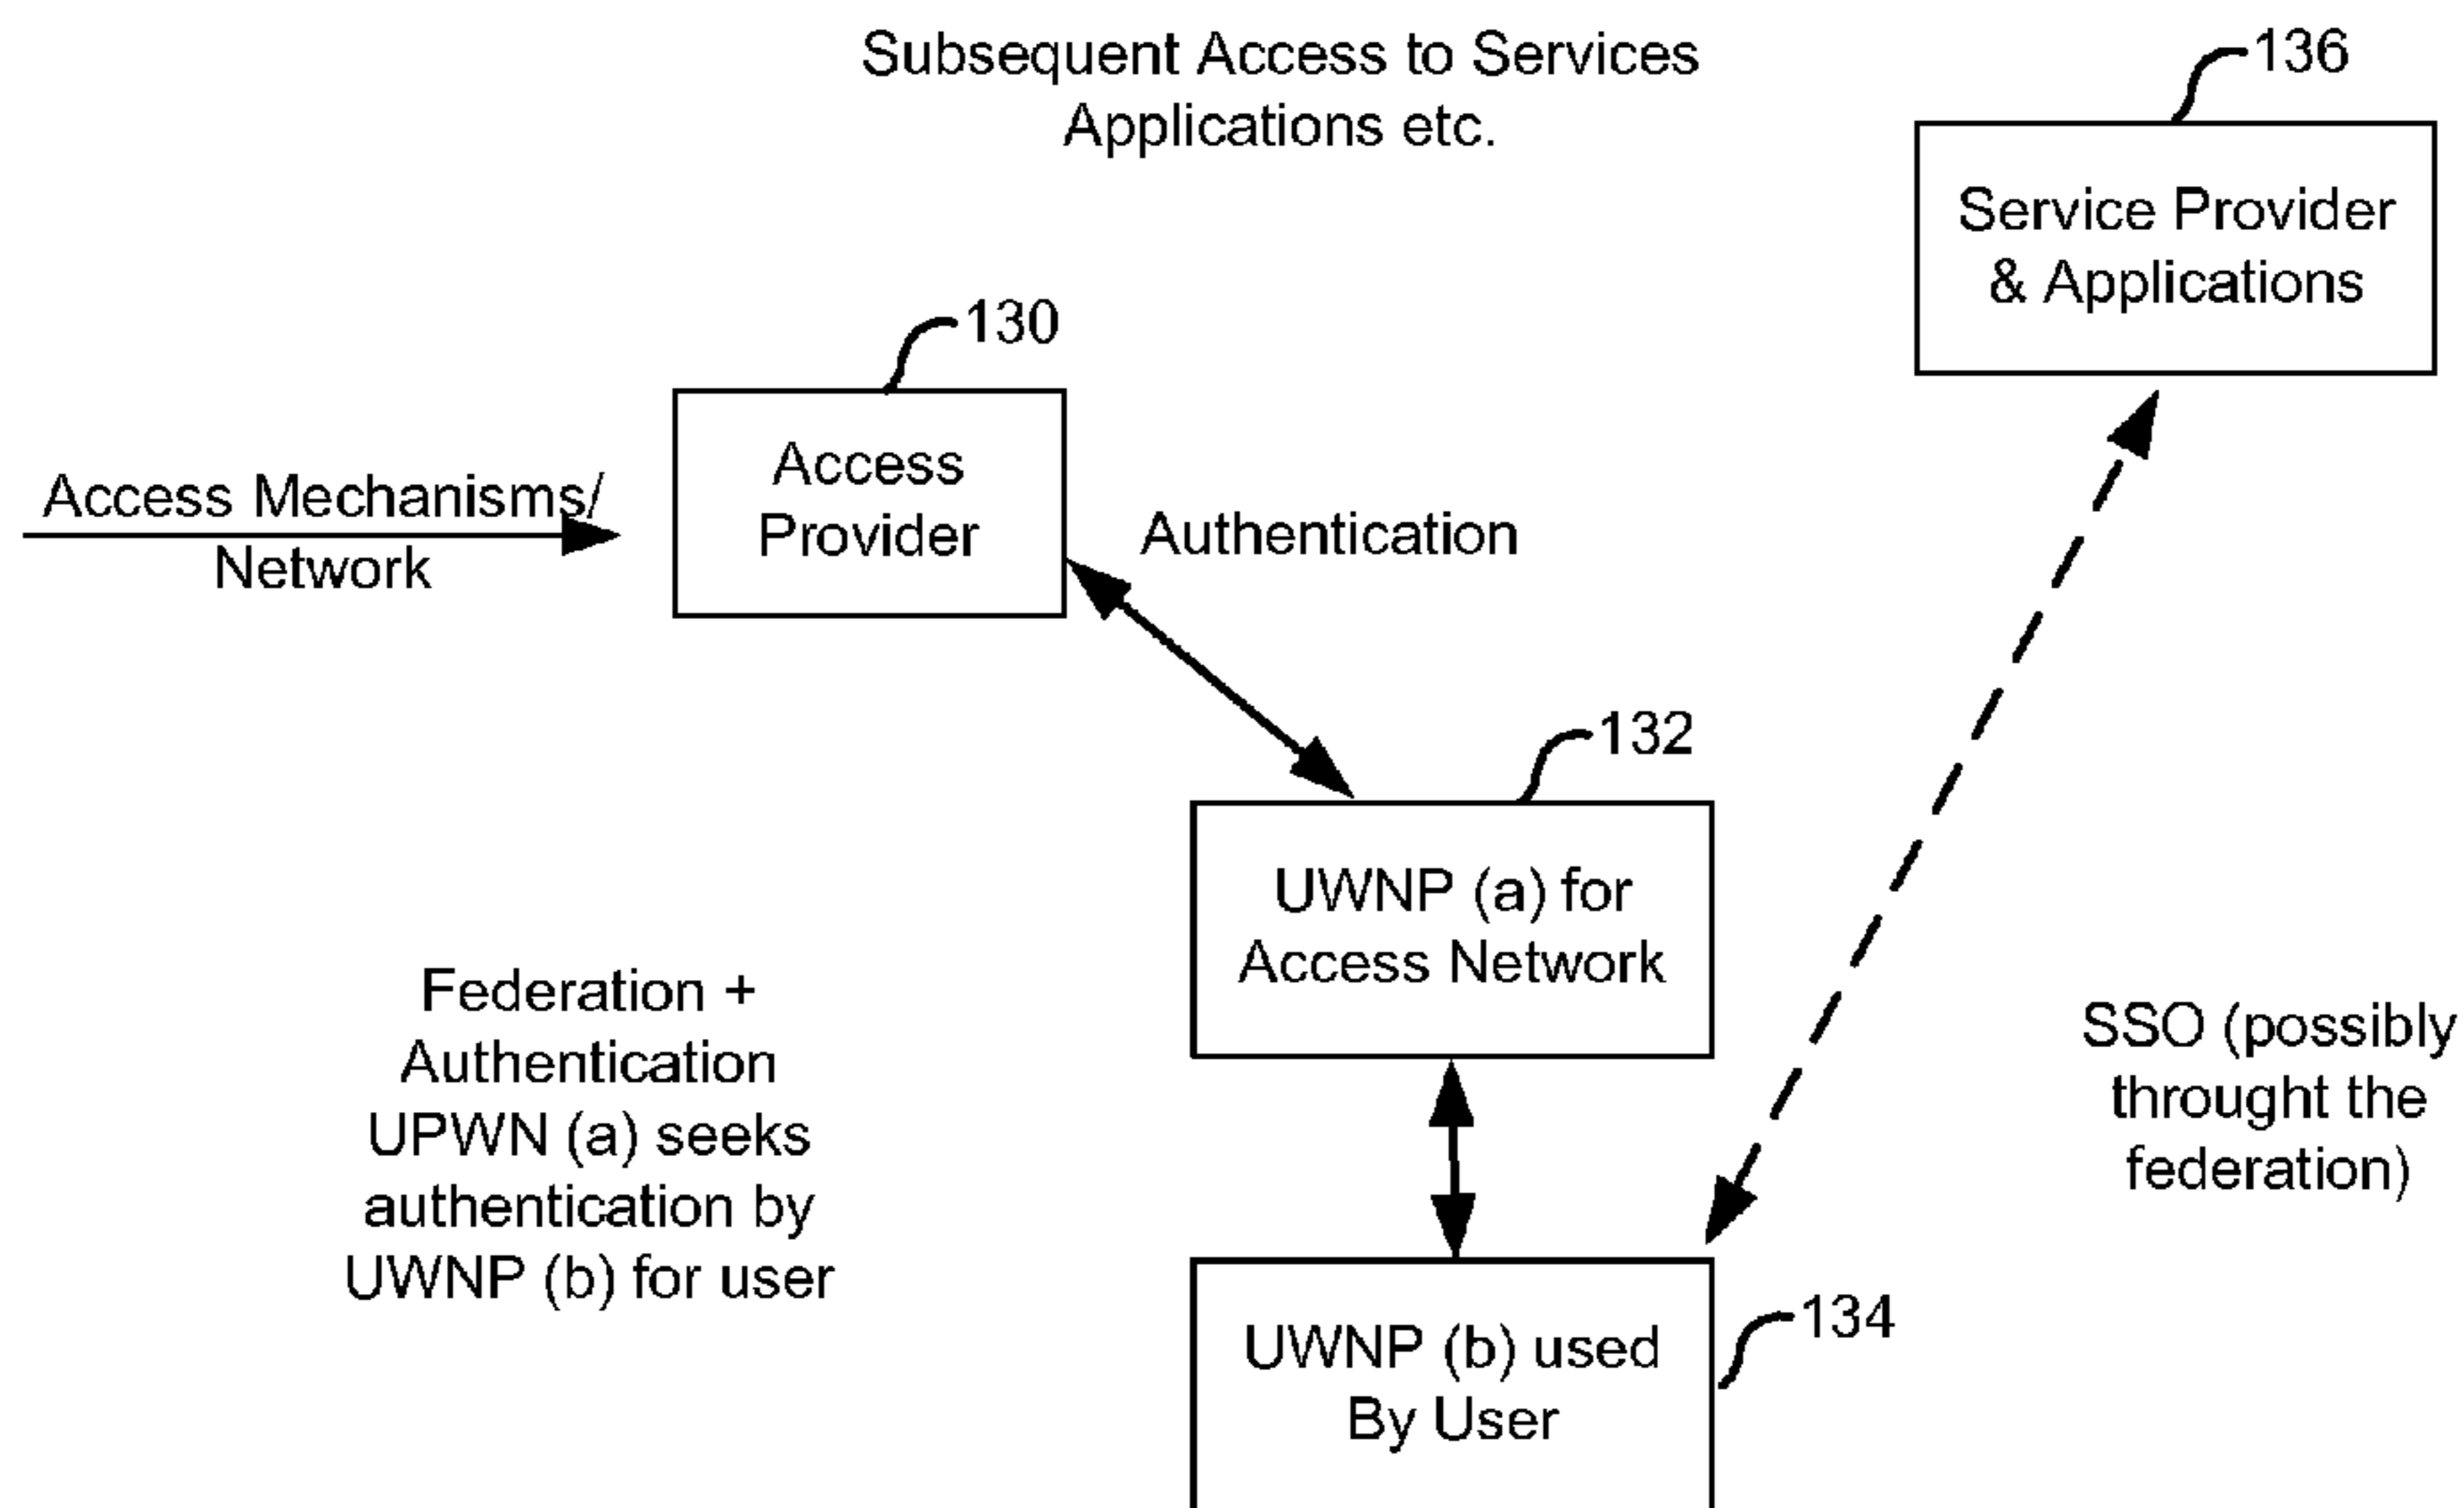 Subsequent Access to Services
Applications etc.
136
Service Provider
& Applications
130
Access
Provider
Access Mechanisms/
Network
Authentication
132
UWNP (a) for
Access Network
Federation +
Authentication
UPWN (a) seeks
authentication by
UWNP (b) for user
SSO (possibly
throught the
federation)
134
UWNP (b) used
By User